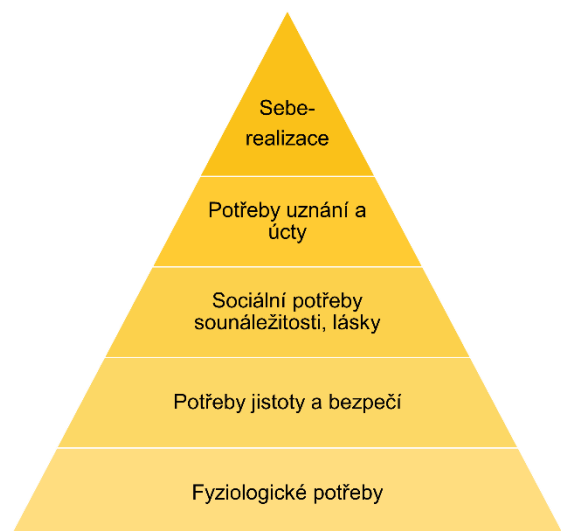 Sebe-
realizace
Potřeby uznání a
úcty
Sociální potřeby
sounáležitosti, lásky
Potřeby jistoty a bezpečí
Fyziologické potřeby